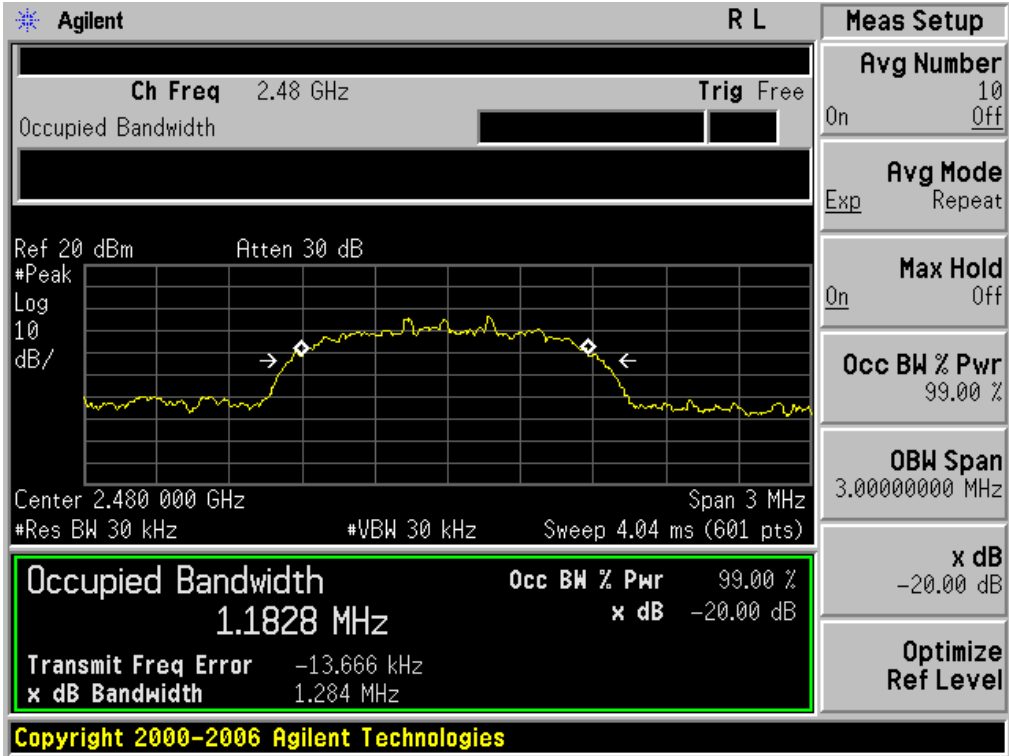 Agilent R L
Ch Freq 2.48 GHz Trig Free
Occupied Bandwidth
Ref 20 dBm Atten 30 dB
#Peak
Log
10
dB/
Center 2.480 000 GHz Span 3 MHz
#Res BW 30 kHz #VBW 30 kHz Sweep 4.04 ms (601 pts)
Occupied Bandwidth Occ BW % Pwr 99.00 %
1.1828 MHz x dB -20.00 dB
Transmit Freq Error -13.666 kHz
x dB Bandwidth 1.284 MHz
Copyright 2000-2006 Agilent Technologies
Meas Setup
Avg Number
10
On Off
Avg Mode
Exp Repeat
Max Hold
On Off
Occ BW % Pwr
99.00 %
OBW Span
3.00000000 MHz
x dB
-20.00 dB
Optimize
Ref Level